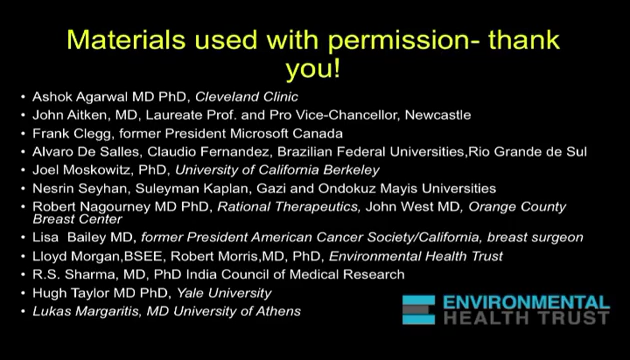 Materials used with permission- thank
you!
• Ashok Agarwal MD PhD, Cleveland Clinic
• John Aitken, MD, Laureate Prof. and Pro Vice-Chancellor, Newcastle
• Frank Clegg, former President Microsoft Canada
• Alvaro De Salles, Claudio Fernandez, Brazilian Federal Universities,Rio Grande de Sul
• Joel Moskowitz, PhD, University of California Berkeley
• Nesrin Seyhan, Suleyman Kaplan, Gazi and Ondokuz Mayis Universities
• Robert Nagourney MD PhD, Rational Therapeutics, John West MD, Orange County
Breast Center
• Lisa Bailey MD, former President American Cancer Society/California, breast surgeon
• Lloyd Morgan,BSEE, Robert Morris,MD, PhD, Environmental Health Trust
• R.S. Sharma, MD, PhD India Council of Medical Research
• Hugh Taylor MD PhD, Yale University
• Lukas Margaritis, MD University of Athens
ENVIRONMENTAL
HEALTH TRUST